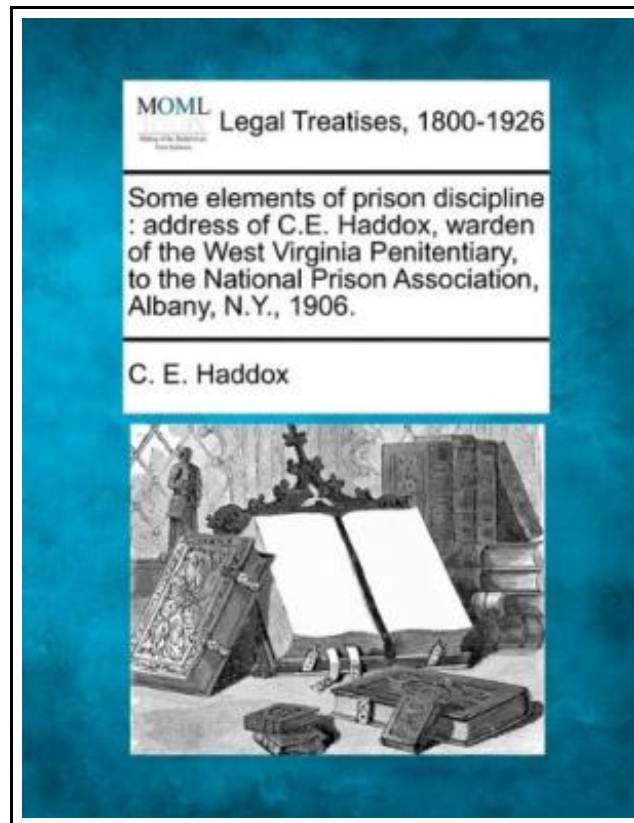 MOML
Legal Treatises, 1800-1926
Some elements of prison discipline
: address of C.E. Haddox, warden
of the West Virginia Penitentiary,
to the National Prison Association,
Albany, N.Y., 1906.
C. E. Haddox